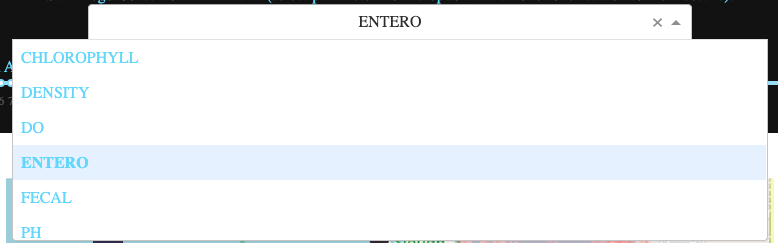 ENTERO
CHLOROPHYLL
DENSITY
DO
ENTERO
FECAL
PH